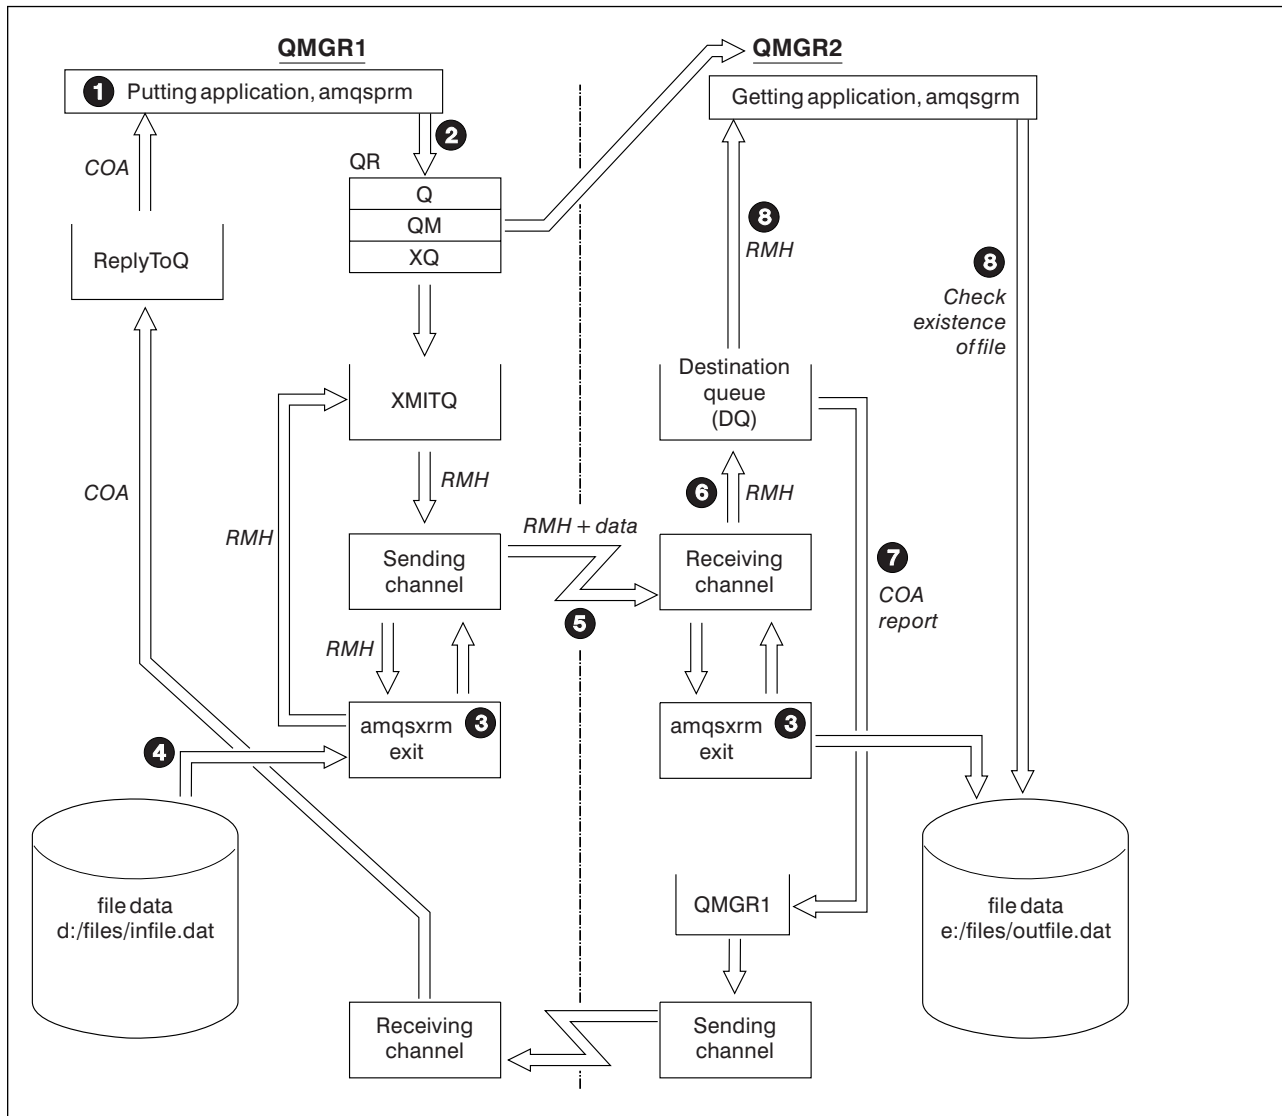 QMGR1
QMGR2
1 Putting application, amqsprm
Getting application, amqsgrm
2
COA
QR
Q
QM
XQ
ReplyToQ
8
RMH
8
Check
existence
of file
XMITQ
Destination
queue
(DQ)
RMH
6 RMH
COA
RMH
RMH + data
Sending
channel
Receiving
channel
7
COA
report
5
RMH
amqsxrm 3
exit
amqsxrm 3
exit
4
file data
d:/files/infile.dat
QMGR1
file data
e:/files/outfile.dat
Receiving
channel
Sending
channel